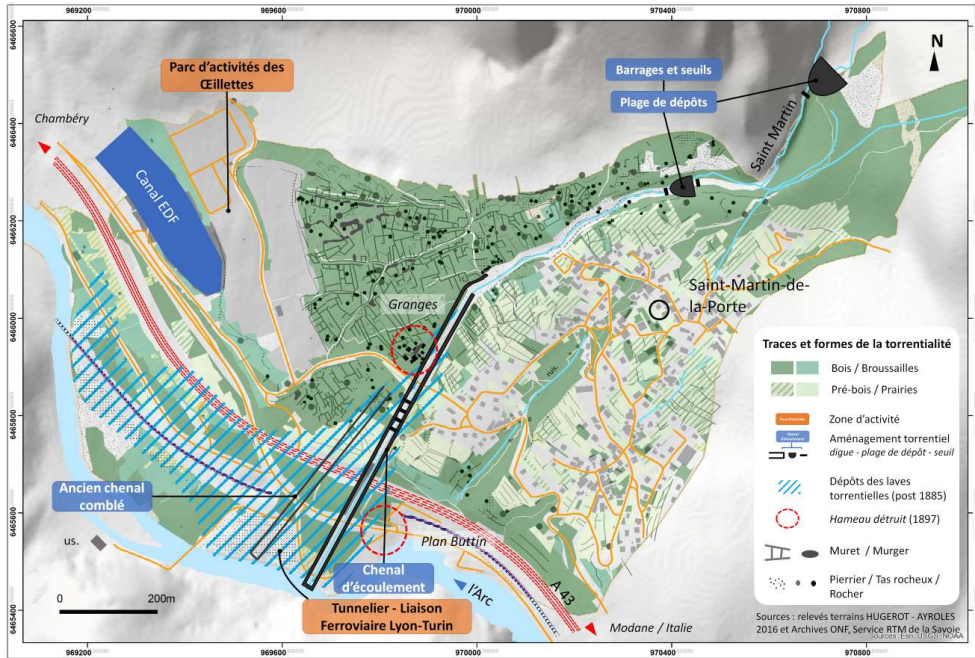 969200
969600
970000
970400
970800
6466600
6466400
6466200
6466000
6465800
6465600
6465400
N
Parc d'activités des
Œillettes
Barrages et seuils
Plage de dépôts
Chambéry
Canal EDF
Saint Martin
Granges
Saint-Martin-de-
la-Porte
rus.
Ancien chenal
comblé
us.
Plan Buttin
Chenal
d'écoulement
l'Arc
A 43
Tunnelier - Liaison
Ferroviaire Lyon-Turin
Modane / Italie
0 200m
Traces et formes de la torrentialité
Bois / Broussailles
Pré-bois / Prairies
Zone d'activité
Aménagement torrentiel
digue - plage de dépôt - seuil
Dépôts des laves
torrentielles (post 1885)
Hameau détruit (1897)
Muret / Murger
Pierrier / Tas rocheux /
Rocher
Sources : relevés terrains HUGEROT - AYROLES
2016 et Archives ONF, Service RTM de la Savoie
Sources: Esri, USGS, NOAA